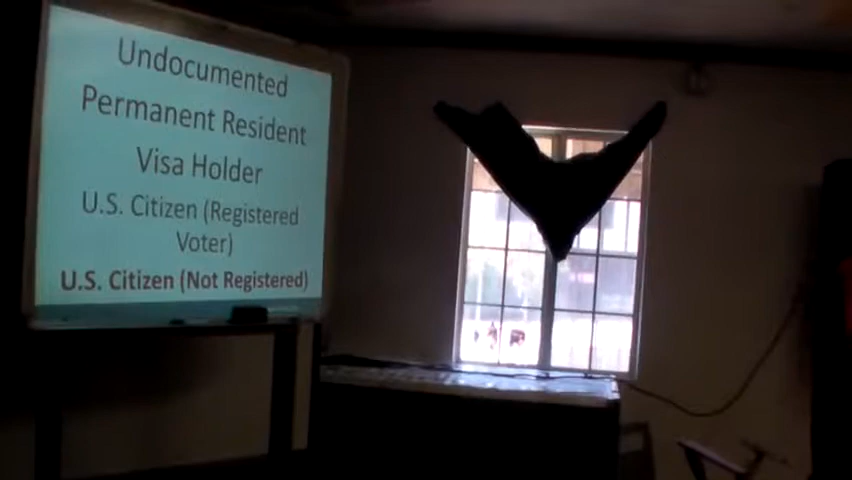 Undocumented
Permanent Resident
Visa Holder
U.S. Citizen (Registered
Voter)
U.S. Citizen (Not Registered)